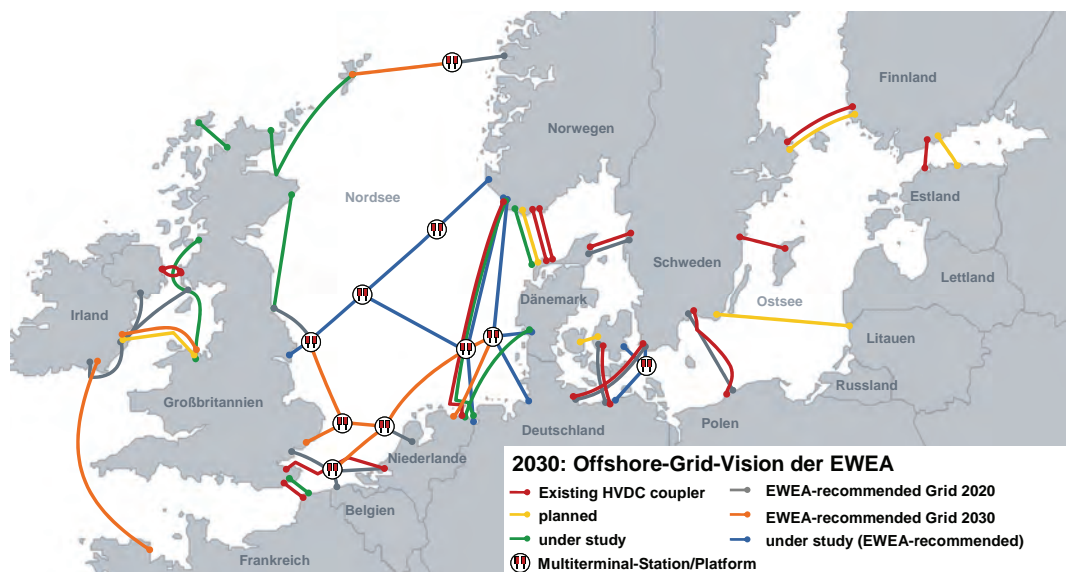 Finnland
Norwegen
Nordsee
Estland
Schweden
Lettland
Irland
Dänemark
Ostsee
Litauen
Großbritannien
Russland
Polen
Deutschland
Niederlande
Belgien
Frankreich
2030: Offshore-Grid-Vision der EWEA
Existing HVDC coupler
EWEA-recommended Grid 2020
planned
EWEA-recommended Grid 2030
under study
under study (EWEA-recommended)
Multiterminal-Station/Platform